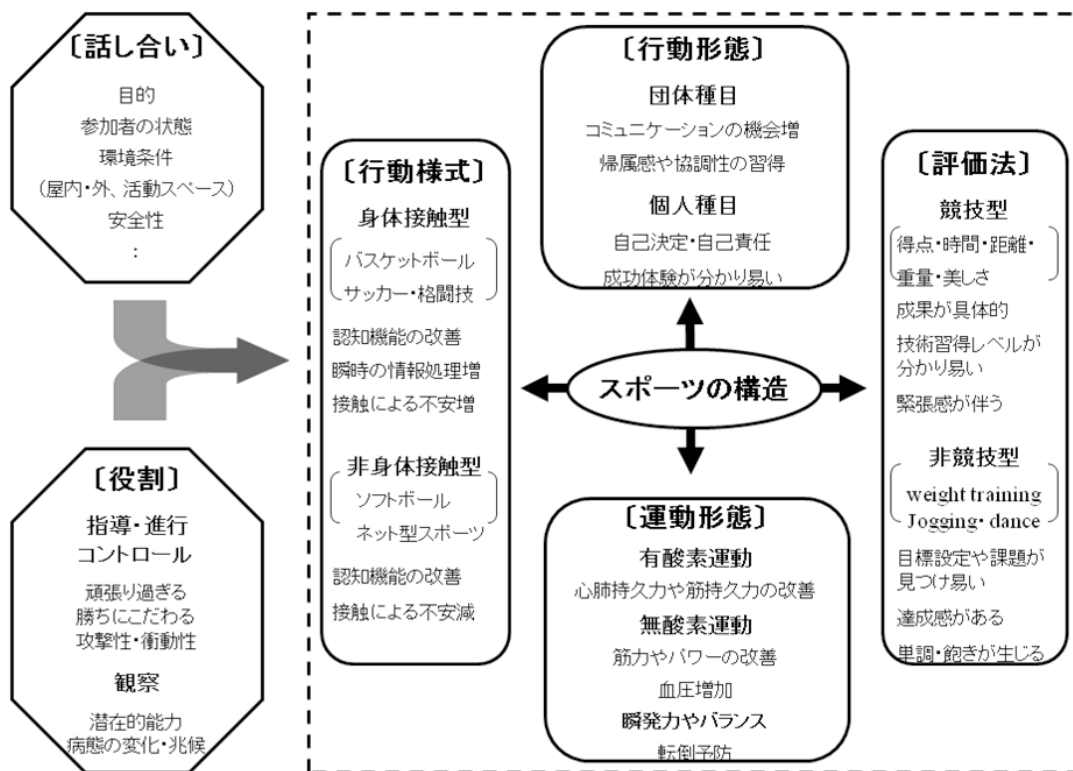 〔話し合い〕
目的
参加者の状態
環境条件
(屋内・外、活動スペース)
安全性
:
〔役割〕
指導・進行
コントロール
頑張り過ぎる
勝ちにこだわる
攻撃性・衝動性
観察
潜在的能力
病態の変化・兆候
〔行動様式〕
身体接触型
バスケットボール
サッカー・格闘技
認知機能の改善
瞬時の情報処理増
接触による不安増
非身体接触型
ソフトボール
ネット型スポーツ
認知機能の改善
接触による不安減
〔行動形態〕
団体種目
コミュニケーションの機会増
帰属感や協調性の習得
個人種目
自己決定・自己責任
成功体験が分かり易い
スポーツの構造
〔運動形態〕
有酸素運動
心肺持久力や筋持久力の改善
無酸素運動
筋力やパワーの改善
血圧増加
瞬発力やバランス
転倒予防
〔評価法〕
競技型
得点・時間・距離・
重量・美しさ
成果が具体的
技術習得レベルが
分かり易い
緊張感が伴う
非競技型
weight training
Jogging・dance
目標設定や課題が
見つけ易い
達成感がある
単調・飽きが生じる